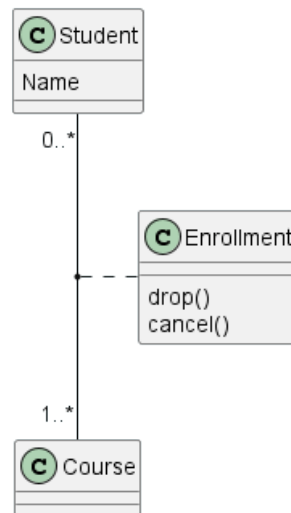 C Student
Name
0..*
C Enrollment
drop()
cancel()
1..*
C Course